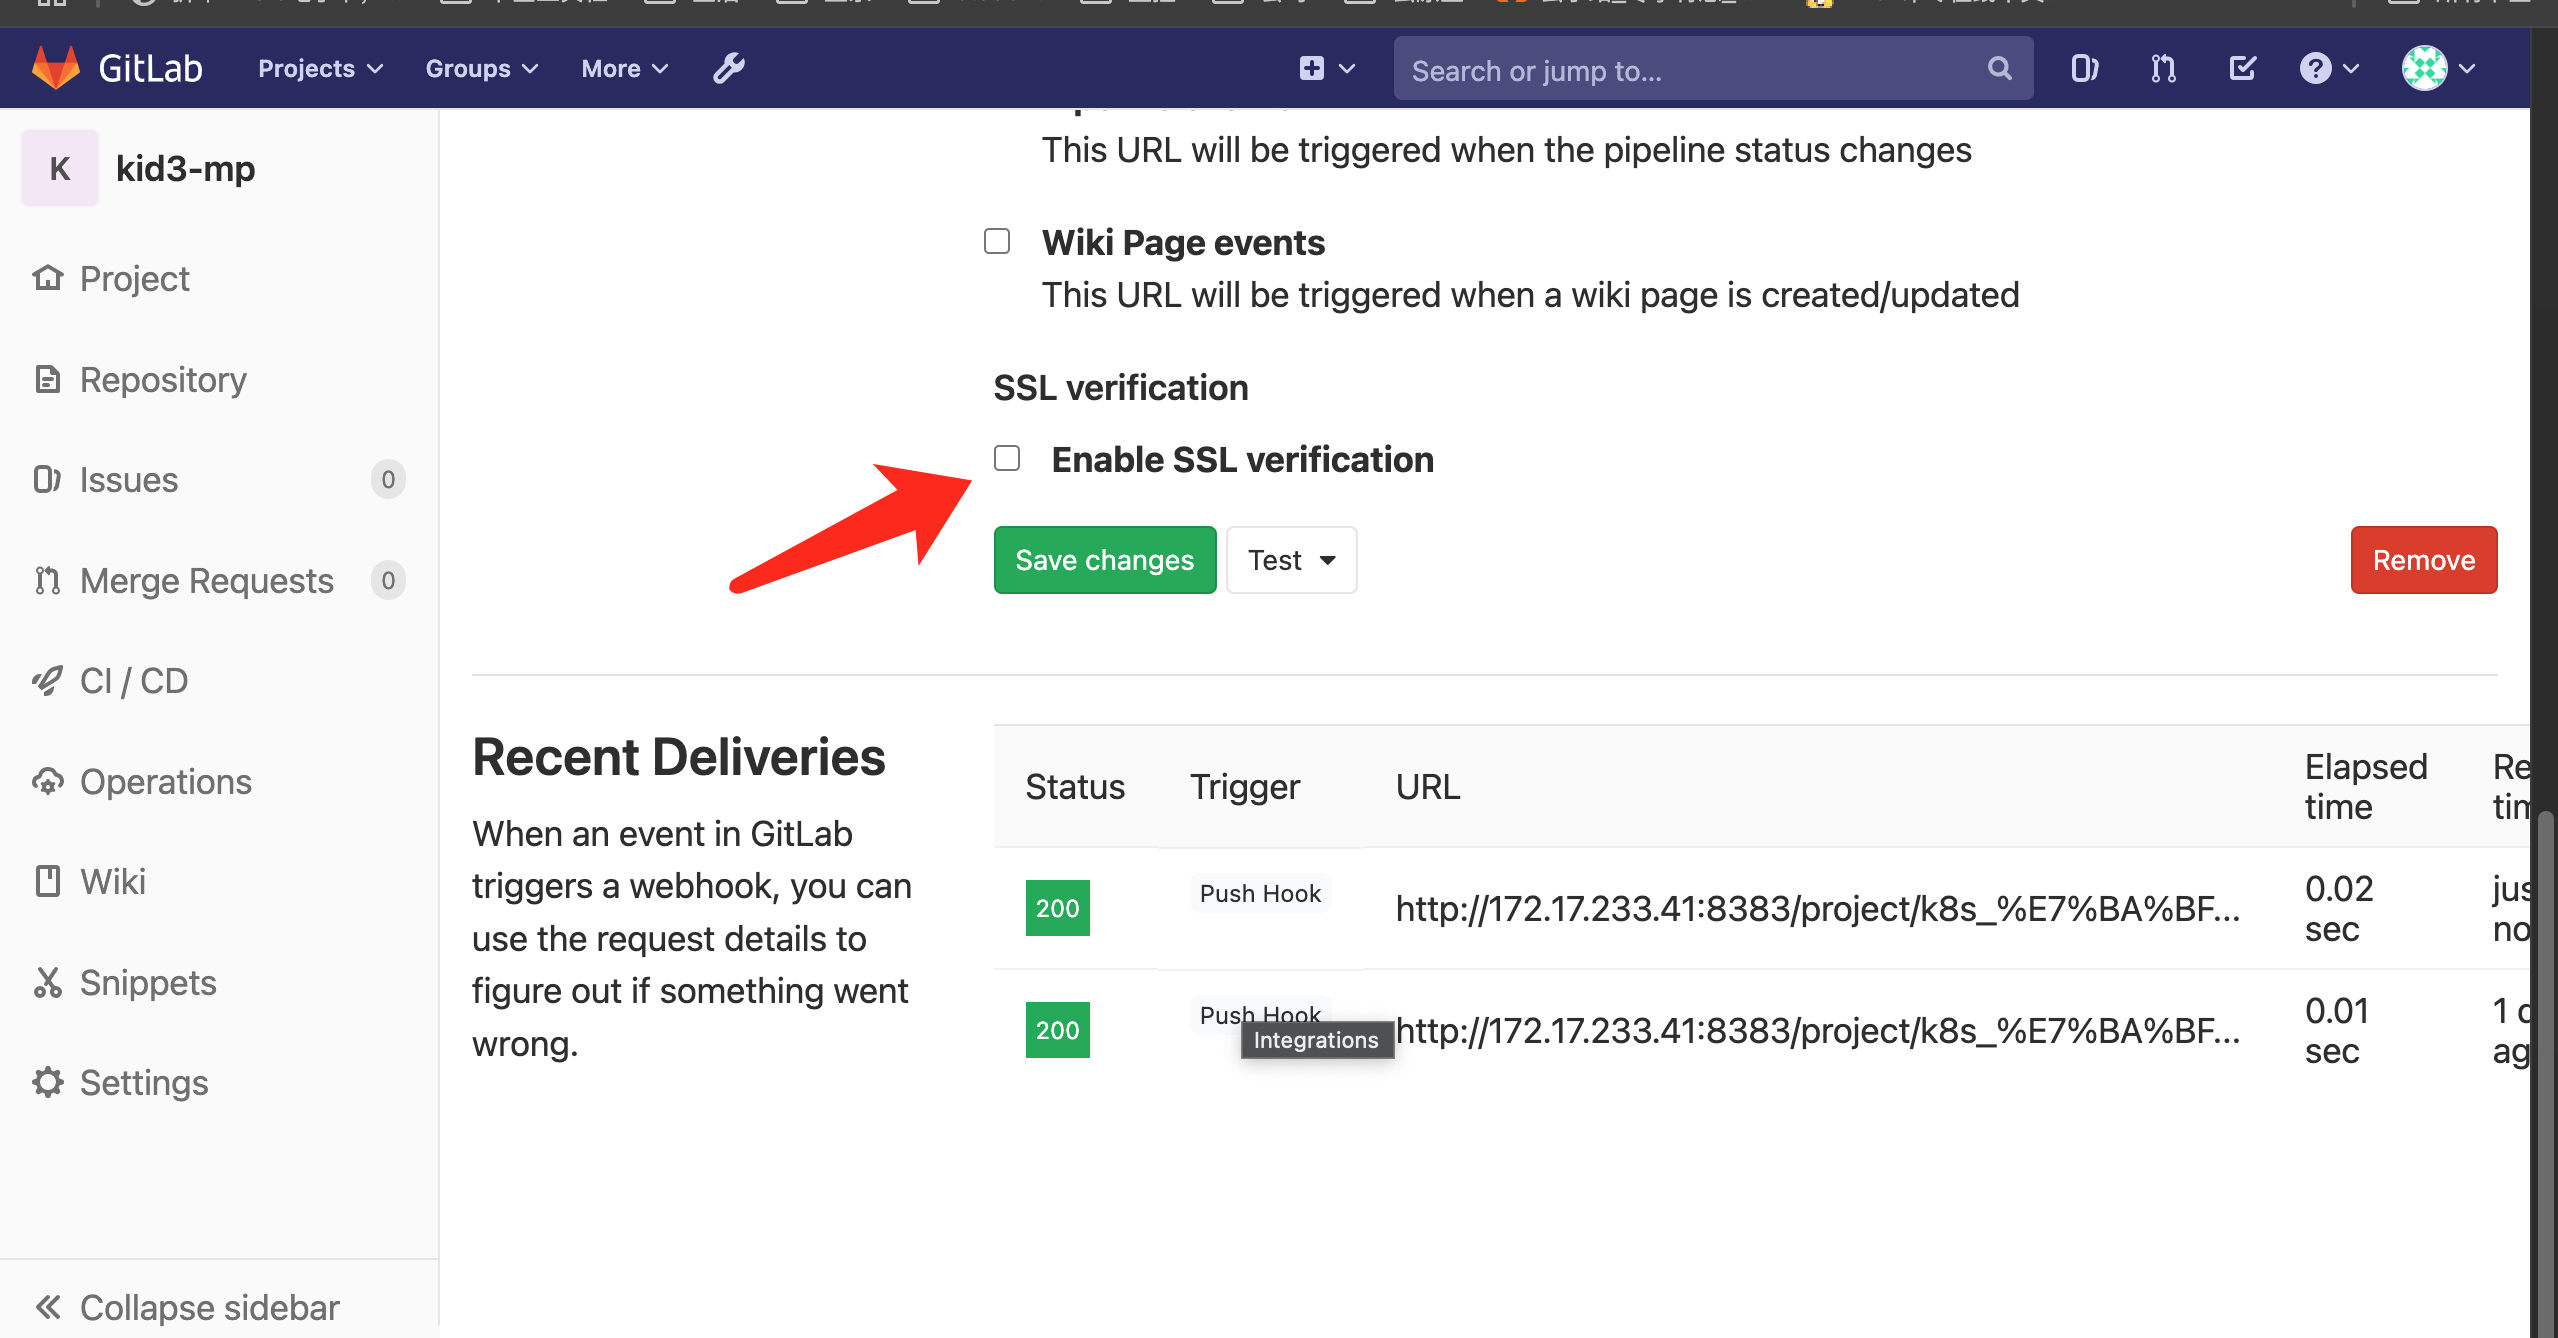 GitLab
Projects
Groups
More
Search or jump to...
K
kid3-mp
Project
Repository
Issues
0
Merge Requests
0
CI / CD
Operations
Wiki
Snippets
Settings
Collapse sidebar
This URL will be triggered when the pipeline status changes
Wiki Page events
This URL will be triggered when a wiki page is created/updated
SSL verification
Enable SSL verification
Save changes
Test
Remove
Recent Deliveries
When an event in GitLab
triggers a webhook, you can
use the request details to
figure out if something went
wrong.
Status
Trigger
URL
Elapsed
time
200
Push Hook
http://172.17.233.41:8383/project/k8s_%E7%BA%BF...
0.02
sec
200
Push Hook
Integrations
http://172.17.233.41:8383/project/k8s_%E7%BA%BF...
0.01
sec